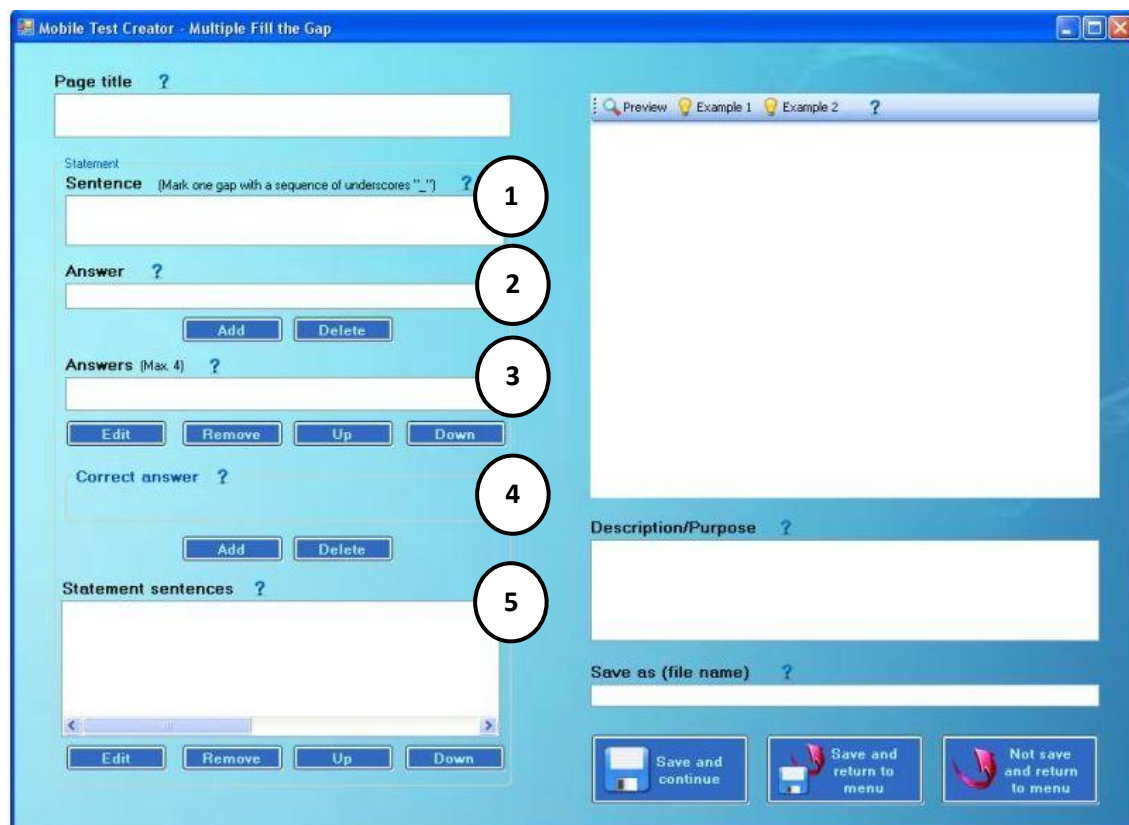 Mobile Test Creator - Multiple Fill the Gap
Page title ?
Statement
Sentence (Mark one gap with a sequence of underscores "_") ?
1
Answer ?
2
Add Delete
Answers (Max. 4) ?
3
Edit Remove Up Down
Correct answer ?
4
Add Delete
Statement sentences ?
5
Edit Remove Up Down
Preview Example 1 Example 2 ?
Description/Purpose ?
Save as (file name) ?
Save and
continue
Save and
return to
menu
Not save
and return
to menu